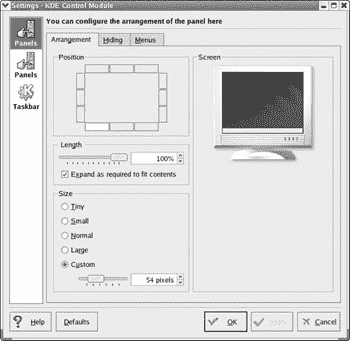 Settings - KDE Control Module
Panels
Panels
Taskbar
You can configure the arrangement of the panel here
Arrangement
Hiding
Menus
Position
Screen
Length
100%
Expand as required to fit contents
Size
Tiny
Small
Normal
Large
Custom
54 pixels
Help
Defaults
OK
Apply
Cancel